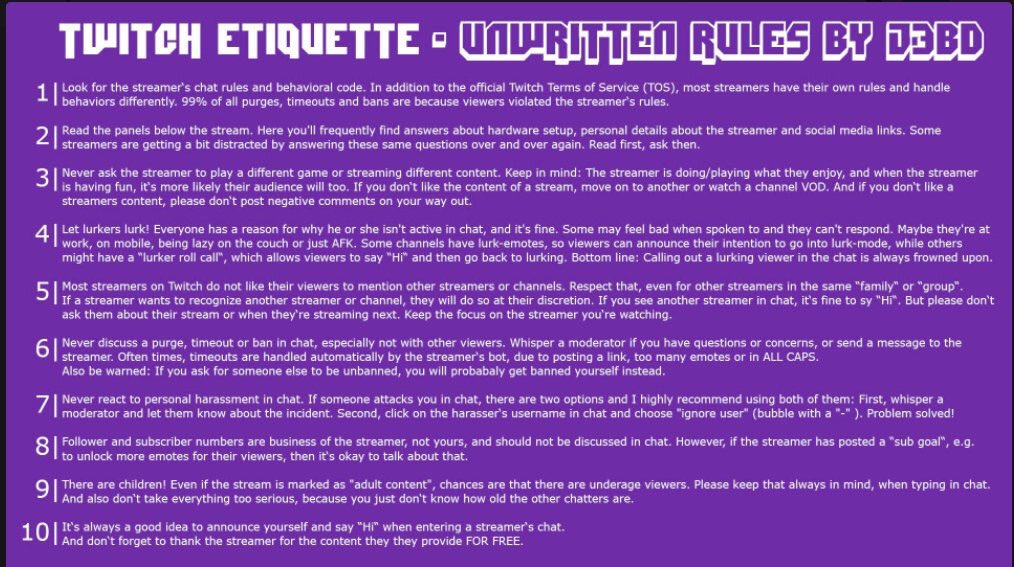 TWITCH ETIQUETTE - UNWRITTEN RULES BY J3BD
1| Look for the streamer's chat rules and behavioral code. In addition to the official Twitch Terms of Service (TOS), most streamers have their own rules and handle
behaviors differently. 99% of all purges, timeouts and bans are because viewers violated the streamer's rules.
2| Read the panels below the stream. Here you'll frequently find answers about hardware setup, personal details about the streamer and social media links. Some
streamers are getting a bit distracted by answering these same questions over and over again. Read first, ask then.
3| Never ask the streamer to play a different game or streaming different content. Keep in mind: The streamer is doing/playing what they enjoy, and when the streamer
is having fun, it's more likely their audience will too. If you don't like the content of a stream, move on to another or watch a channel VOD. And if you don't like a
streamers content, please don't post negative comments on your way out.
4| Let lurkers lurk! Everyone has a reason for why he or she isn't active in chat, and it's fine. Some may feel bad when spoken to and they can't respond. Maybe they're at
work, on mobile, being lazy on the couch or just AFK. Some channels have lurk-emotes, so viewers can announce their intention to go into lurk-mode, while others
might have a "lurker roll call", which allows viewers to say "Hi" and then go back to lurking. Bottom line: Calling out a lurking viewer in the chat is always frowned upon.
5| Most streamers on Twitch do not like their viewers to mention other streamers or channels. Respect that, even for other streamers in the same "family" or "group".
If a streamer wants to recognize another streamer or channel, they will do so at their discretion. If you see another streamer in chat, it's fine to sy "Hi". But please don't
ask them about their stream or when they're streaming next. Keep the focus on the streamer you're watching.
6| Never discuss a purge, timeout or ban in chat, especially not with other viewers. Whisper a moderator if you have questions or concerns, or send a message to the
streamer. Often times, timeouts are handled automatically by the streamer's bot, due to posting a link, too many emotes or in ALL CAPS.
Also be warned: If you ask for someone else to be unbanned, you will probabaly get banned yourself instead.
7| Never react to personal harassment in chat. If someone attacks you in chat, there are two options and I highly recommend using both of them: First, whisper a
moderator and let them know about the incident. Second, click on the harasser's username in chat and choose "ignore user" (bubble with a "-" ). Problem solved!
8| Follower and subscriber numbers are business of the streamer, not yours, and should not be discussed in chat. However, if the streamer has posted a "sub goal", e.g.
to unlock more emotes for their viewers, then it's okay to talk about that.
9| There are children! Even if the stream is marked as "adult content", chances are that there are underage viewers. Please keep that always in mind, when typing in chat.
And also don't take everything too serious, because you just don't know how old the other chatters are.
10| It's always a good idea to announce yourself and say "Hi" when entering a streamer's chat.
And don't forget to thank the streamer for the content they they provide FOR FREE.